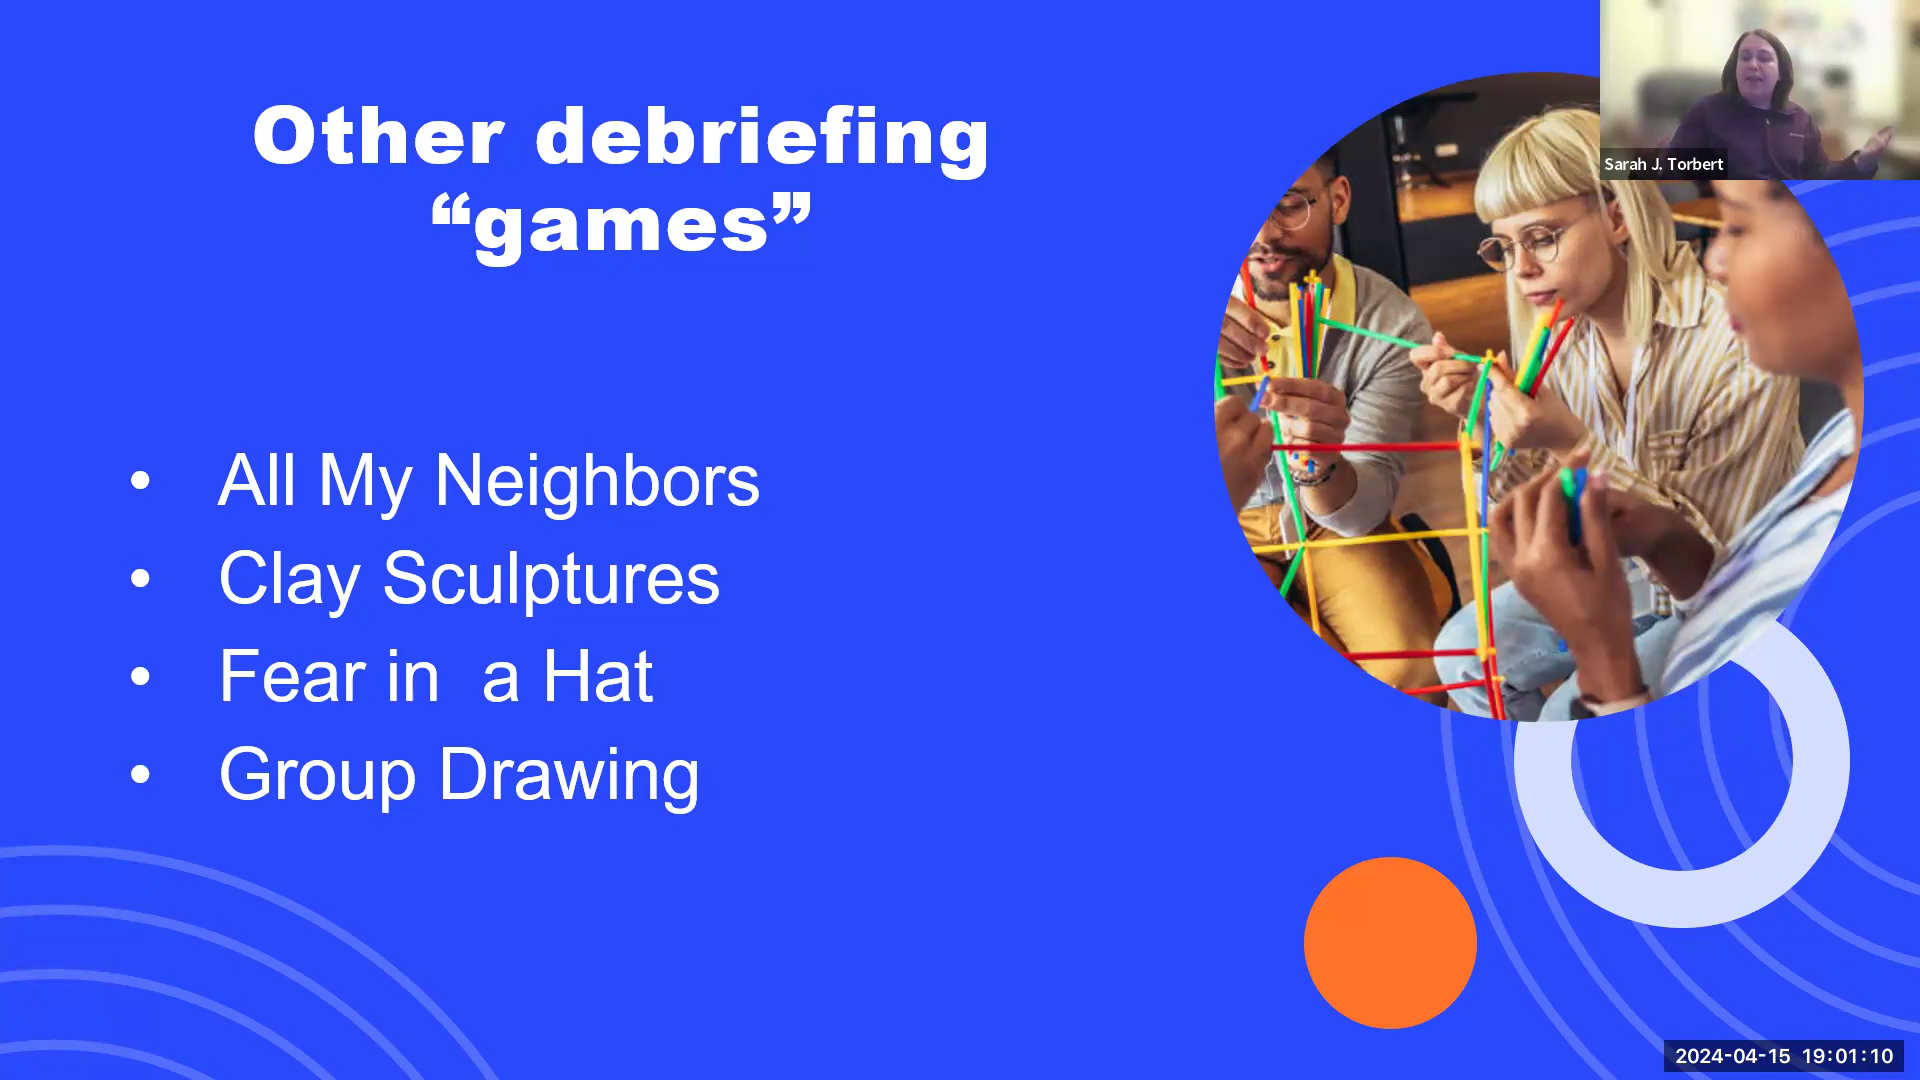 Other debriefing
“games”
• All My Neighbors
• Clay Sculptures
• Fear in  a Hat
• Group Drawing
Sarah J. Torbert
2024-04-15 19:01:10